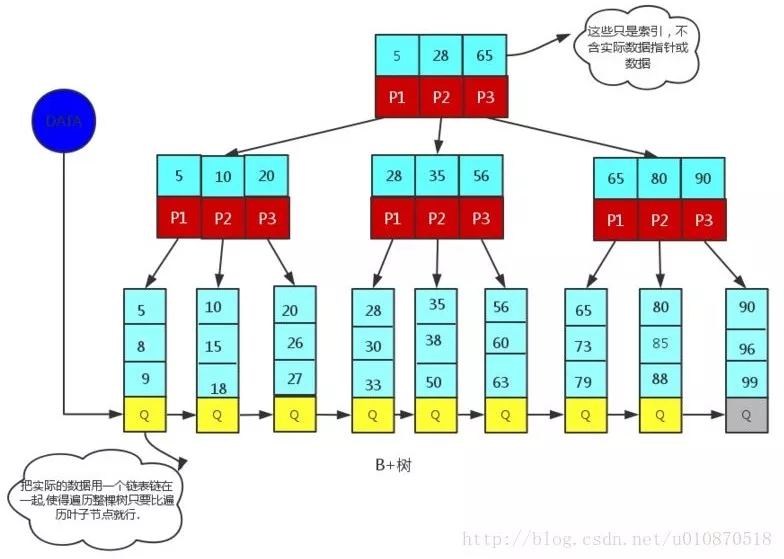 这些只是索引，不
含实际数据指针或
数据
5 28 65
P1 P2 P3
DATA
5 10 20
P1 P2 P3
28 35 56
P1 P2 P3
65 80 90
P1 P2 P3
5 10 20 28 35 56 65 80 90
8 15 26 30 38 60 73 85 96
9 18 27 33 50 63 79 88 99
Q Q Q Q Q Q Q Q Q
B+树
把实际的数据用一个链表链在
一起,使得遍历整棵树只要比遍
历叶子节点就行.
http://blog.csdn.net/u010870518